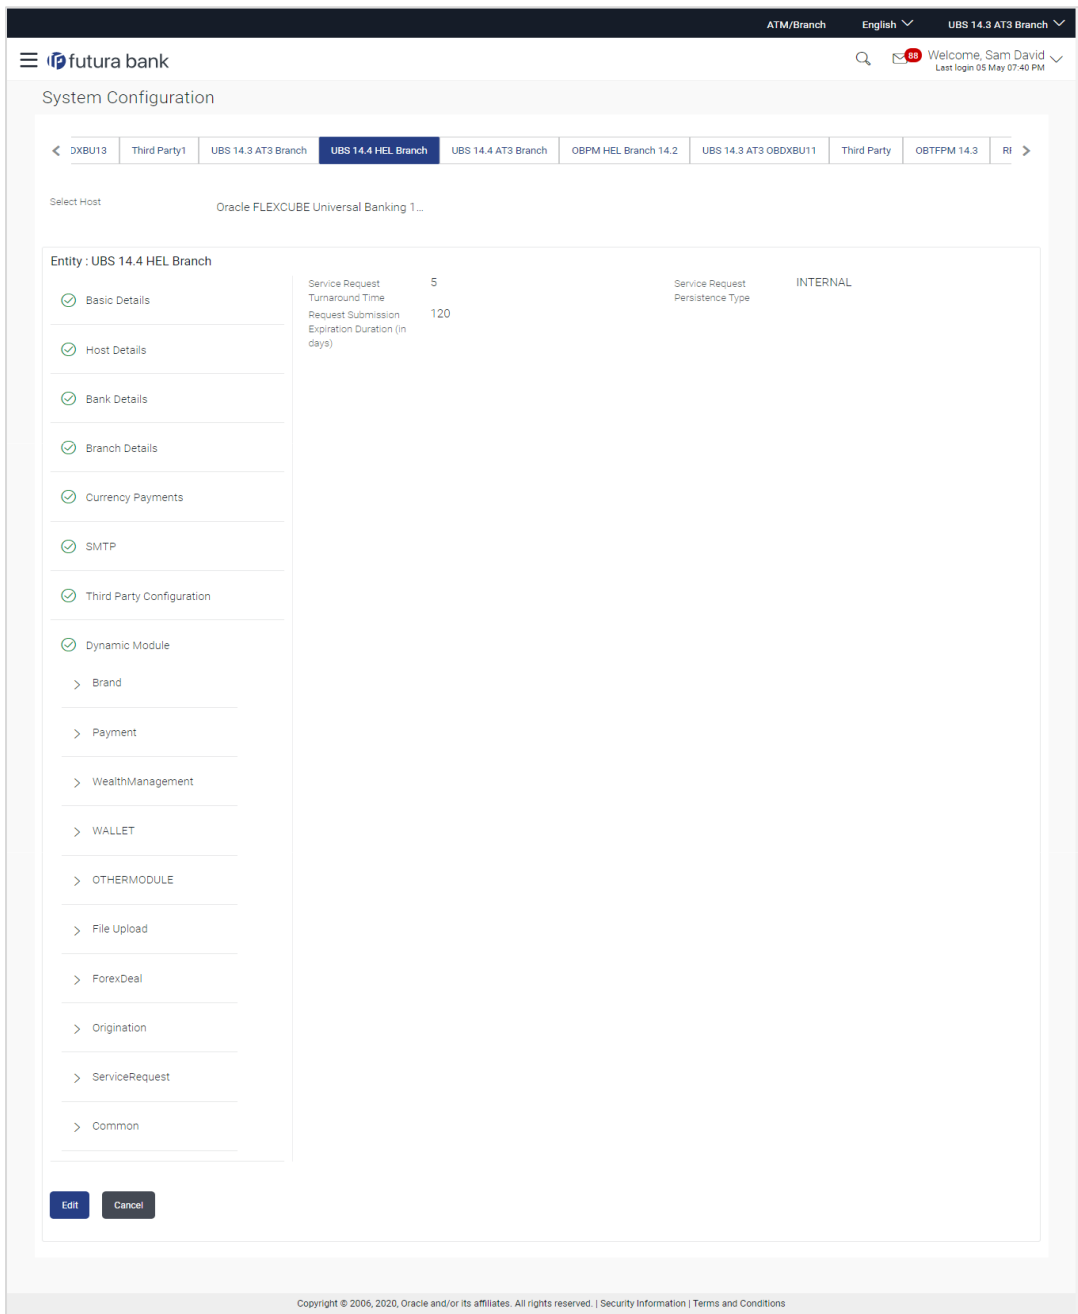 ATM/Branch English UBS 14.3 AT3 Branch
futura bank 88 Welcome, Sam David
Last login 05 May 07:40 PM
System Configuration
DXBU13 Third Party1 UBS 14.3 AT3 Branch UBS 14.4 HEL Branch UBS 14.4 AT3 Branch OBPM HEL Branch 14.2 UBS 14.3 AT3 OBDXBU11 Third Party OBTFPM 14.3
Select Host Oracle FLEXCUBE Universal Banking 1...
Entity : UBS 14.4 HEL Branch
Service Request 5 Service Request INTERNAL
Turnaround Time Persistence Type
Basic Details
Request Submission 120
Expiration Duration (in
days)
Host Details
Bank Details
Branch Details
Currency Payments
SMTP
Third Party Configuration
Dynamic Module
Brand
Payment
WealthManagement
WALLET
OTHERMODULE
File Upload
ForexDeal
Origination
ServiceRequest
Common
Edit Cancel
Copyright © 2006, 2020, Oracle and/or its affiliates. All rights reserved. | Security Information | Terms and Conditions